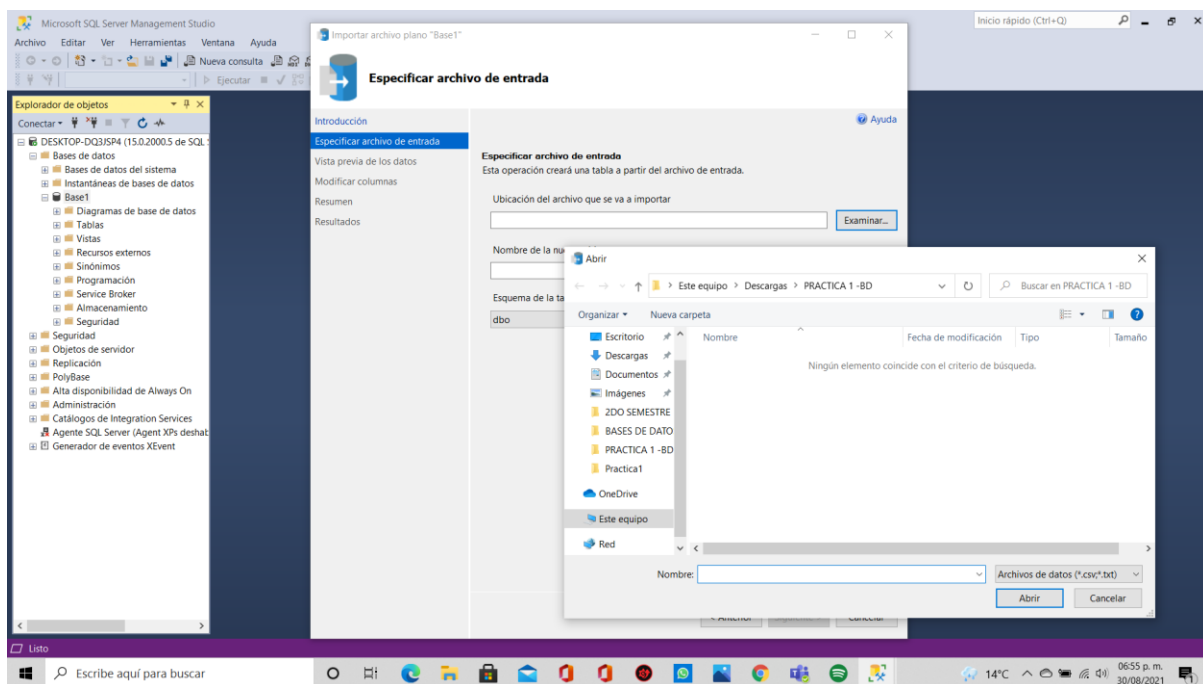 Microsoft SQL Server Management Studio
Inicio rápido (Ctrl+Q)
Archivo Editar Ver Herramientas Ventana Ayuda
Nueva consulta
Ejecutar
Explorador de objetos
Conectar
DESKTOP-DQ3JSP4 (15.0.2000.5 de SQL
Bases de datos
Bases de datos del sistema
Instantáneas de bases de datos
Base1
Diagramas de base de datos
Tablas
Vistas
Recursos externos
Sinónimos
Programación
Service Broker
Almacenamiento
Seguridad
Seguridad
Objetos de servidor
Replicación
PolyBase
Alta disponibilidad de Always On
Administración
Catálogos de Integration Services
Agente SQL Server (Agent XPs deshab
Generador de eventos XEvent
Importar archivo plano "Base1"
Especificar archivo de entrada
Introducción
Especificar archivo de entrada
Vista previa de los datos
Modificar columnas
Resumen
Resultados
Ayuda
Especificar archivo de entrada
Esta operación creará una tabla a partir del archivo de entrada.
Ubicación del archivo que se va a importar
Examinar...
Nombre de la nu
Esquema de la ta
dbo
Abrir
Este equipo > Descargas > PRACTICA 1 -BD
Buscar en PRACTICA 1 -BD
Organizar Nueva carpeta
Nombre Fecha de modificación Tipo Tamaño
Ningún elemento coincide con el criterio de búsqueda.
Escritorio
Descargas
Documentos
Imágenes
2DO SEMESTRE
BASES DE DATO
PRACTICA 1 -BD
Practica1
OneDrive
Este equipo
Red
Nombre:
Archivos de datos (*.csv;*.txt)
Abrir Cancelar
< Anterior Cancelar
Listo
Escribe aquí para buscar
14°C
06:55 p. m.
30/08/2021